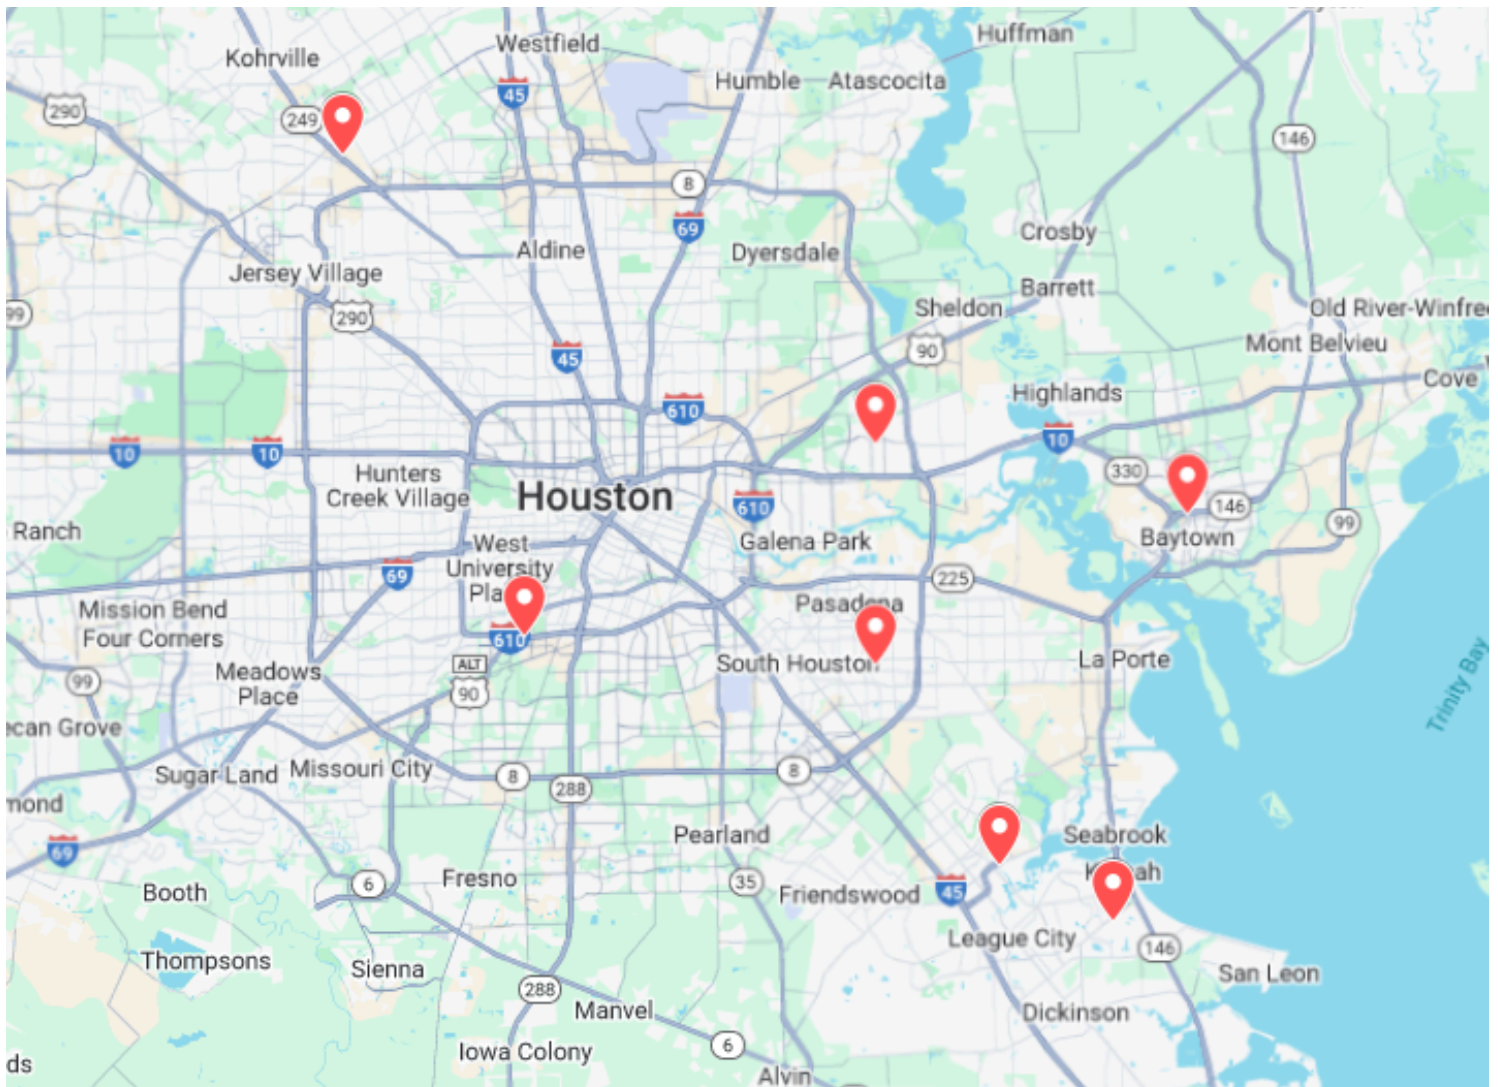 Huffman
Westfield
Kohrville
Humble
Atascocita
45
290
249
146
8
69
Crosby
Aldine
Dyersdale
Jersey Village
Barrett
Sheldon
99
290
Old River-Winfree
Mont Belvieu
90
45
Cove
Highlands
610
10
10
10
Hunters
Creek Village
330
Houston
610
146
99
Ranch
Baytown
Galena Park
West
University
69
225
Pasadena
Mission Bend
Four Corners
610
La Porte
South Houston
ALT
90
Meadows
Place
99
Trinity Bay
ecan Grove
Sugar Land
Missouri City
8
8
288
mond
Pearland
Seabrook
69
6
Fresno
35
Friendswood
45
Booth
League City
146
Thompsons
Sienna
San Leon
288
Manvel
Dickinson
6
Iowa Colony
ds
Alvin